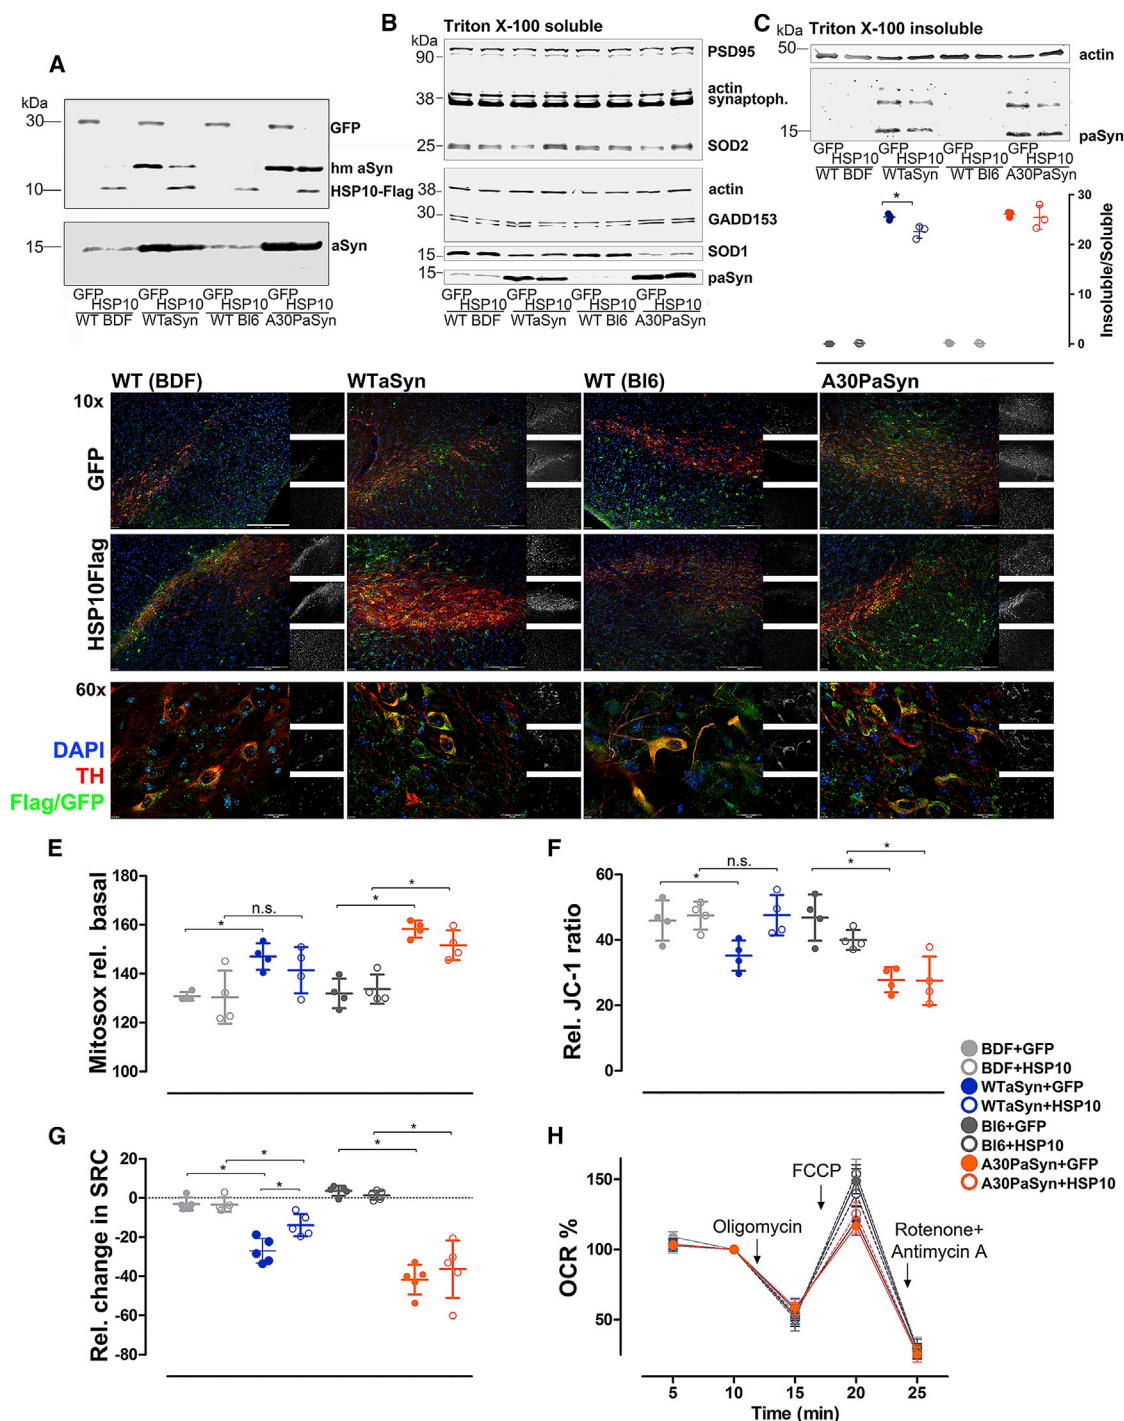 A
kDa
30
GFP
hm aSyn
10
HSP10-Flag
15
aSyn
GFP HSP10 GFP HSP10 GFP HSP10 GFP HSP10
WT BDF WTaSyn WT Bl6 A30PaSyn
B
Triton X-100 soluble
kDa
90
PSD95
actin
38
synaptoph.
25
SOD2
38
actin
30
GADD153
15
SOD1
15
paSyn
GFP HSP10 GFP HSP10 GFP HSP10 GFP HSP10
WT BDF WTaSyn WT Bl6 A30PaSyn
C
kDa
Triton X-100 insoluble
50
actin
15
paSyn
GFP HSP10 GFP HSP10 GFP HSP10 GFP HSP10
WT BDF WTaSyn WT Bl6 A30PaSyn
*
30
20
10
0
Insoluble/Soluble
WT (BDF) WTaSyn WT (Bl6) A30PaSyn
10x
GFP
HSP10Flag
60x
DAPI
TH
Flag/GFP
E
Mitosox rel. basal
180
160
140
120
100
* n.s. * *
F
Rel. JC-1 ratio
60
40
20
0
* n.s. * *
BDF+GFP
BDF+HSP10
WTaSyn+GFP
WTaSyn+HSP10
Bl6+GFP
Bl6+HSP10
A30PaSyn+GFP
A30PaSyn+HSP10
G
Rel. change in SRC
20
0
-20
-40
-60
-80
* * * * *
H
OCR %
150
100
50
Oligomycin
FCCP
Rotenone+
Antimycin A
5 10 15 20 25
Time (min)